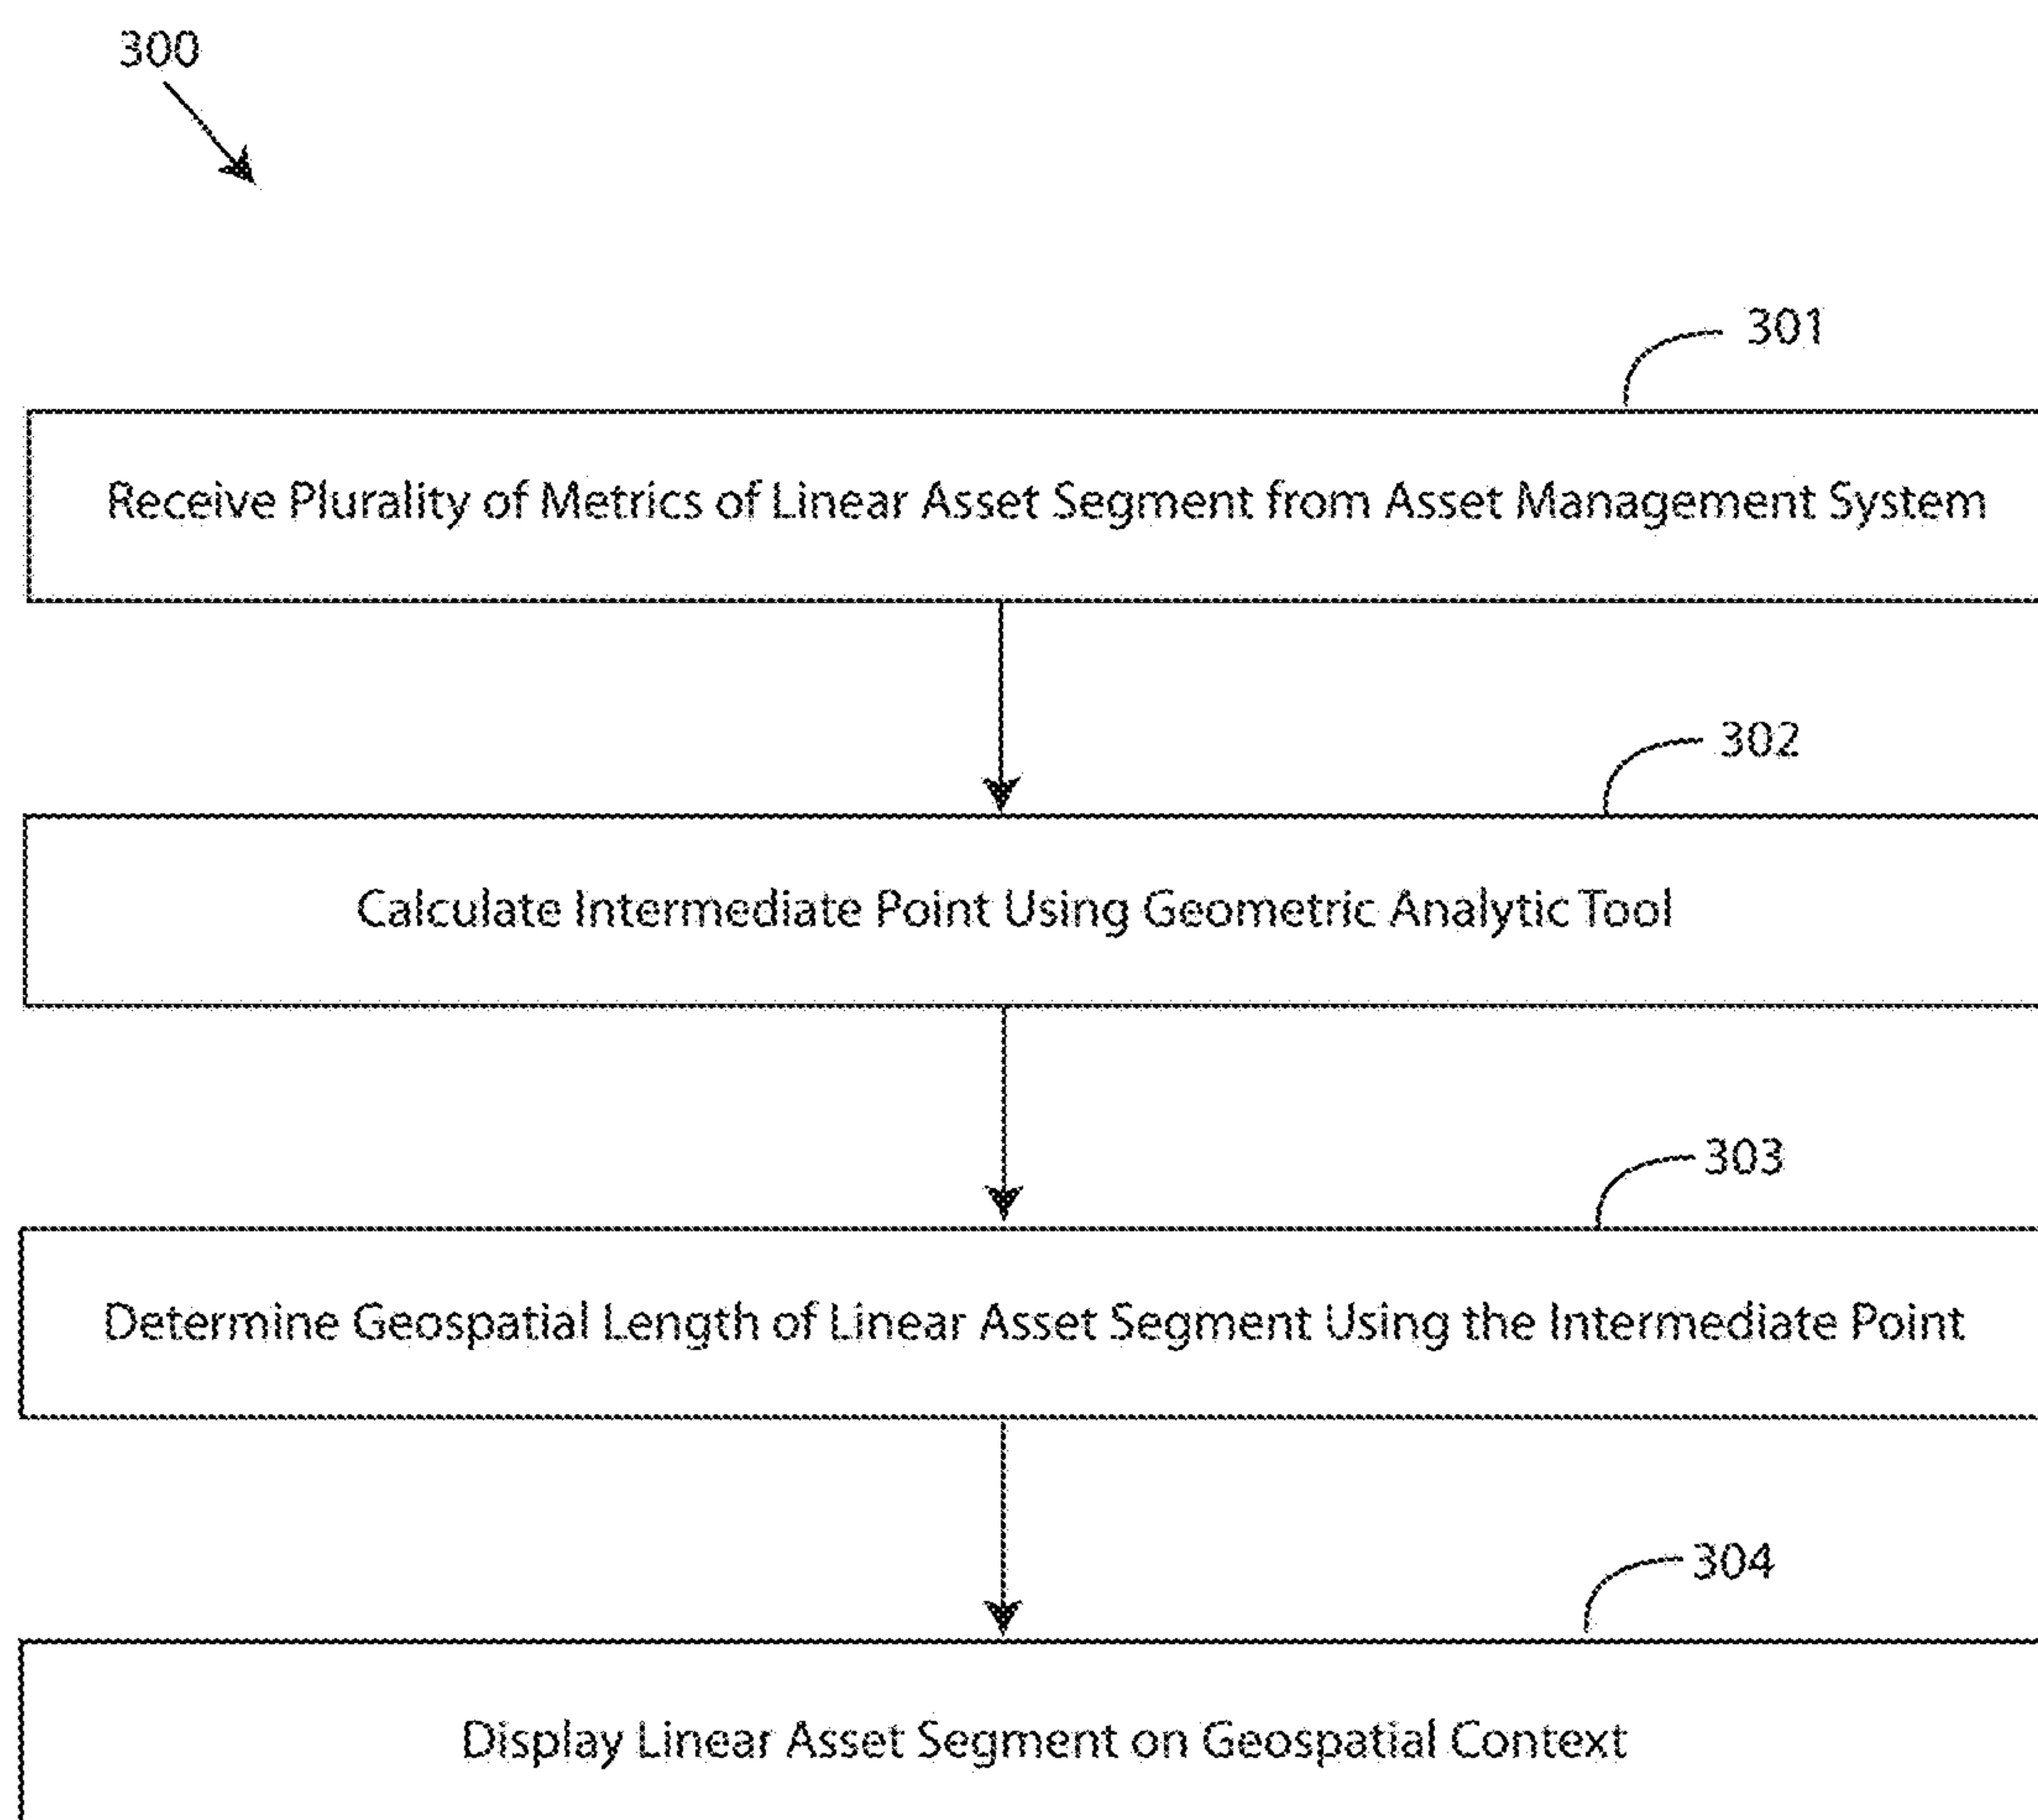 300
301
Receive Plurality of Metrics of Linear Asset Segment from Asset Management System
302
Calculate Intermediate Point Using Geometric Analytic Tool
303
Determine Geospatial Length of Linear Asset Segment Using the Intermediate Point
304
Display Linear Asset Segment on Geospatial Context